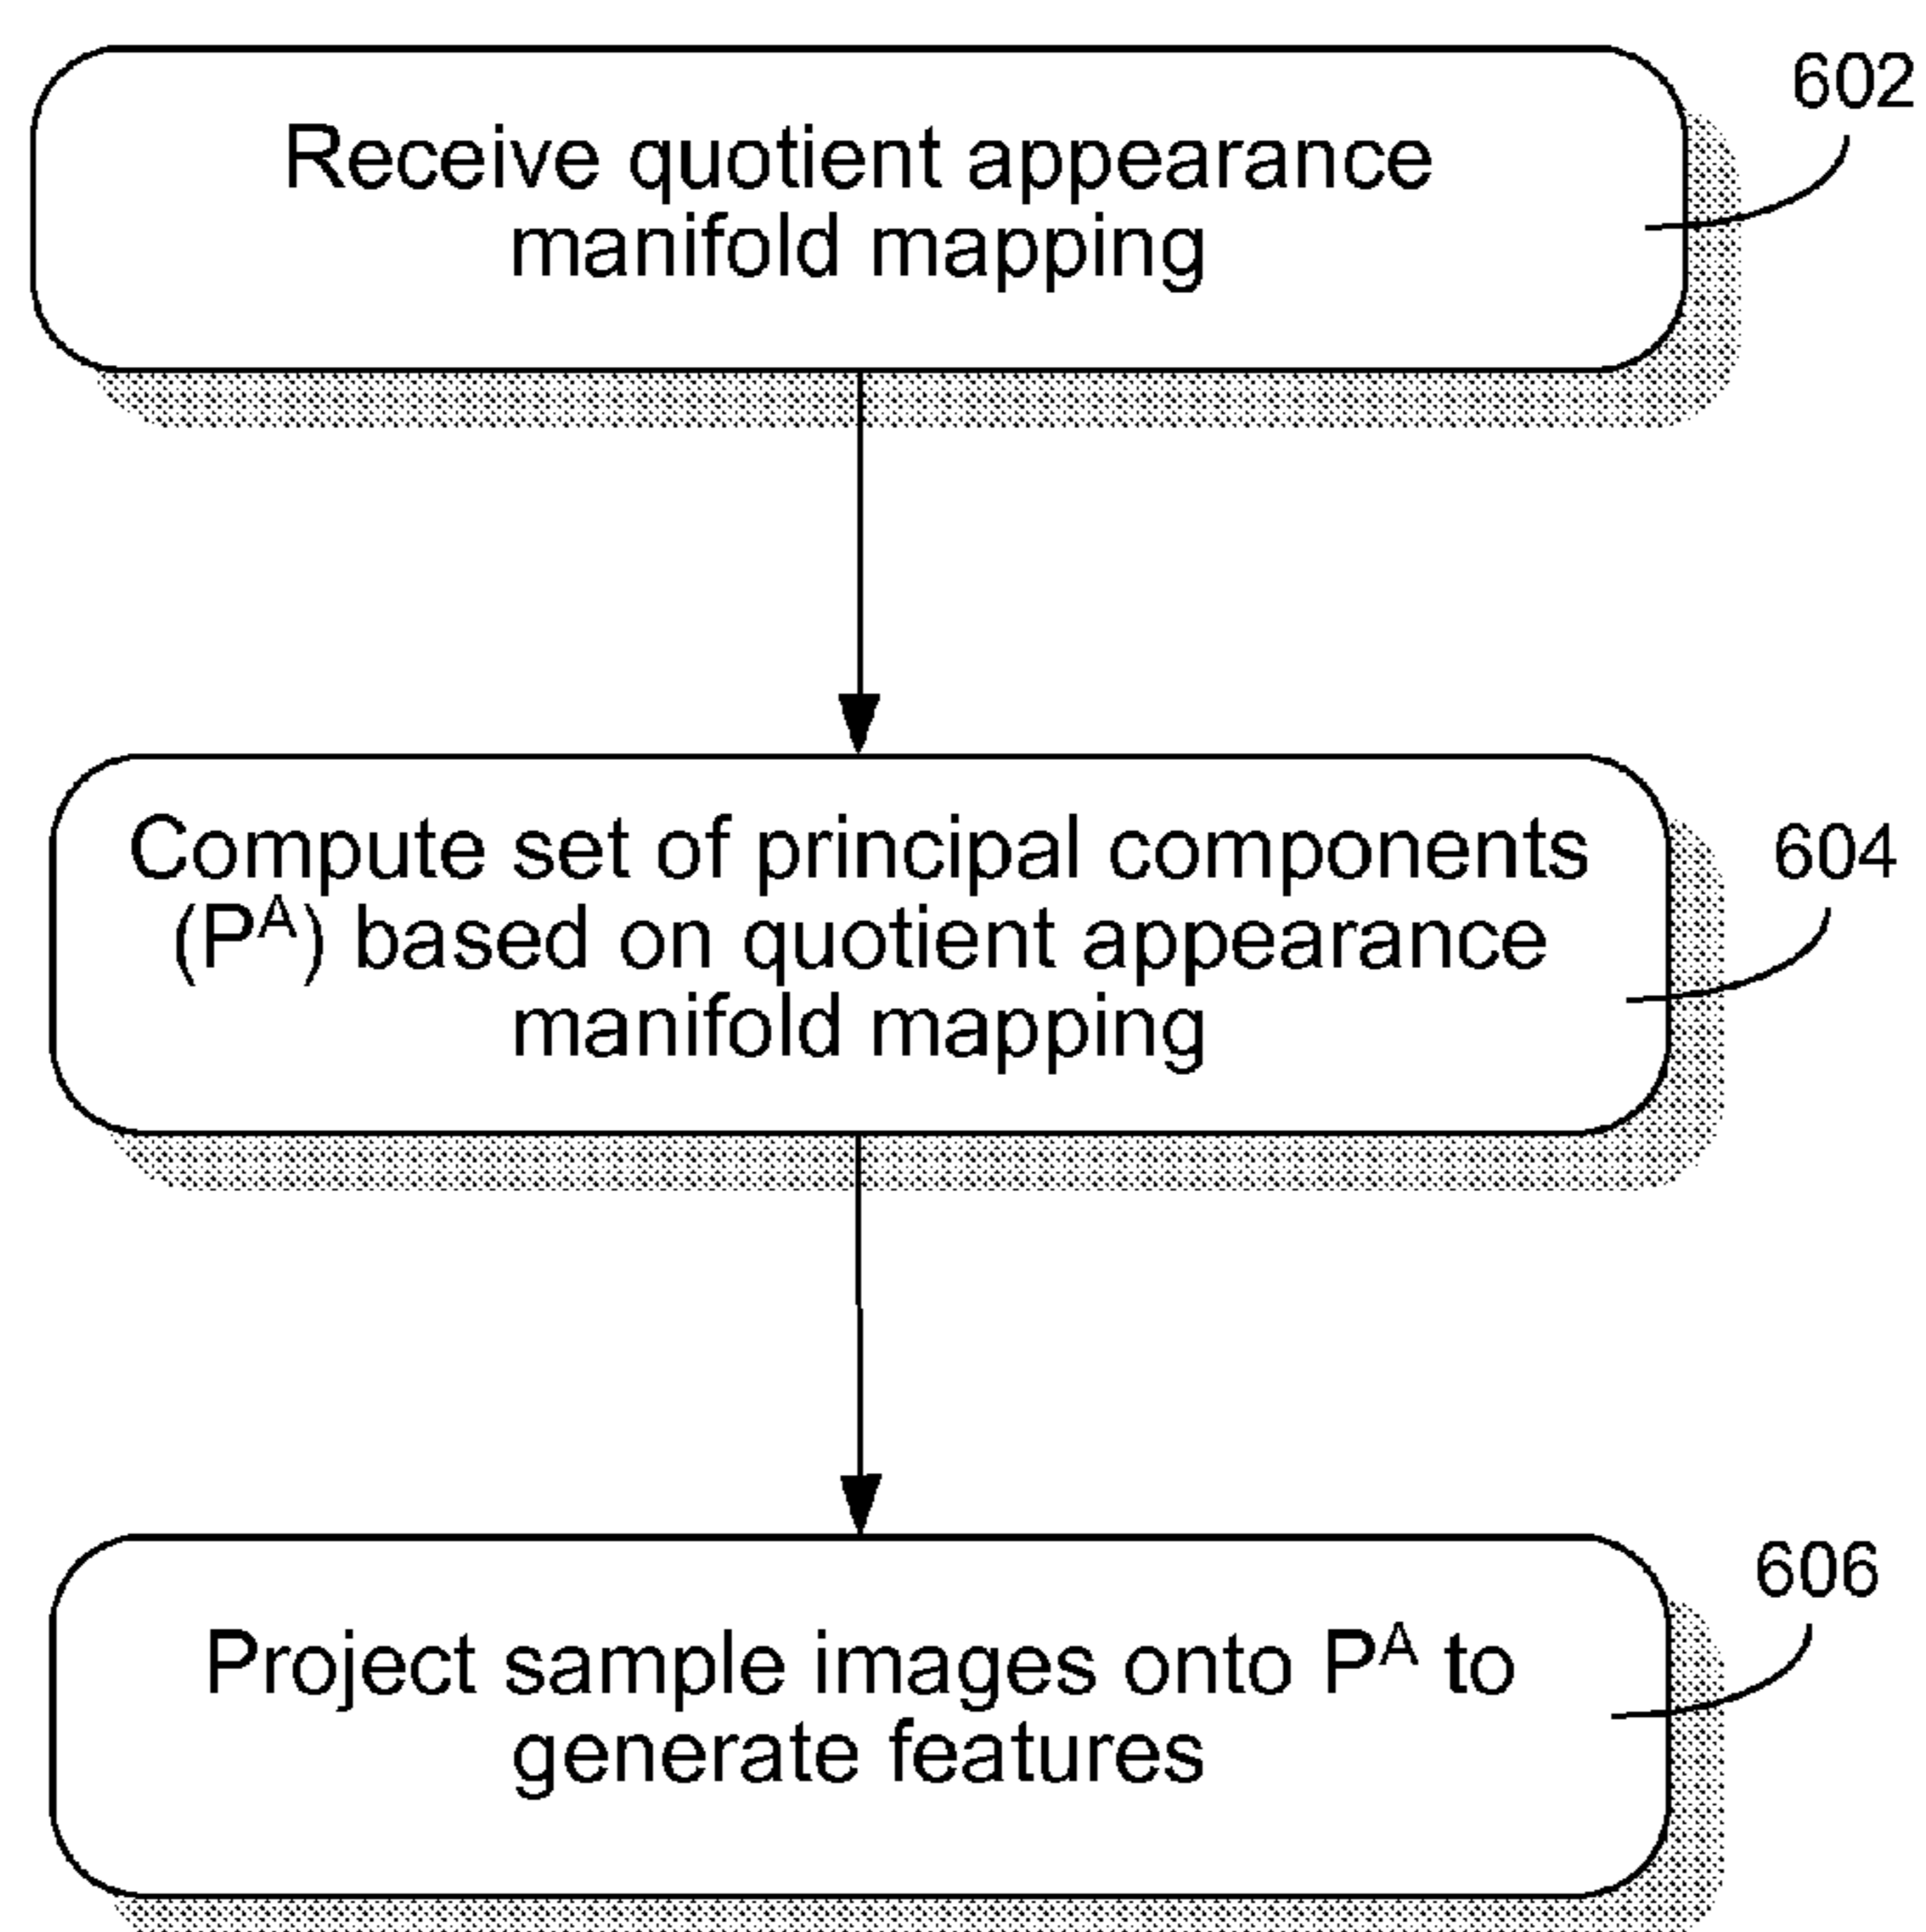 602
Receive quotient appearance
manifold mapping
604
Compute set of principal components
(Pᴬ) based on quotient appearance
manifold mapping
606
Project sample images onto Pᴬ to
generate features